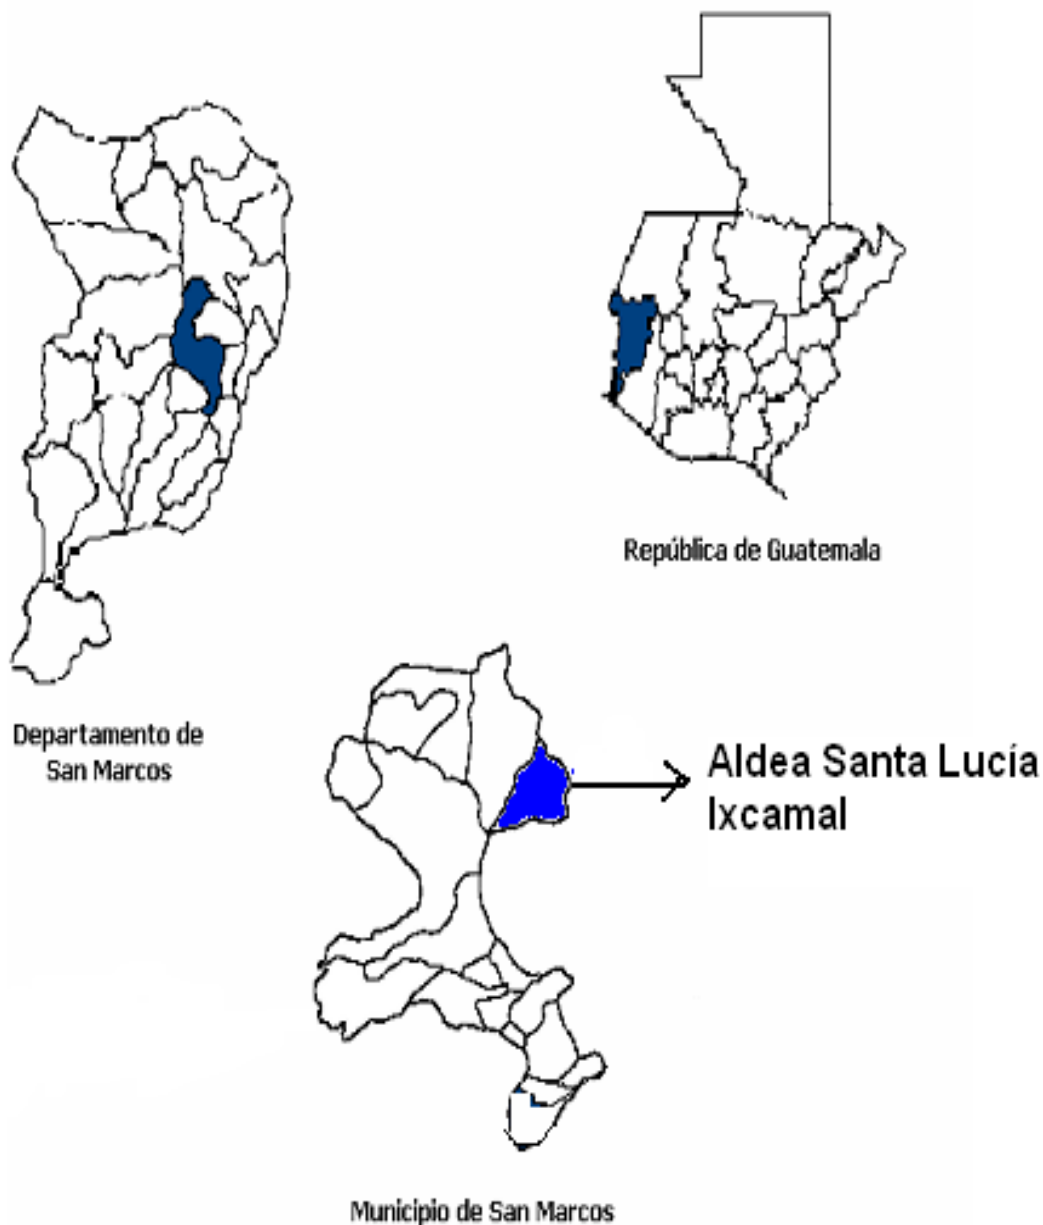 República de Guatemala
Departamento de
San Marcos
Aldea Santa Lucía
Ixcamal
Municipio de San Marcos